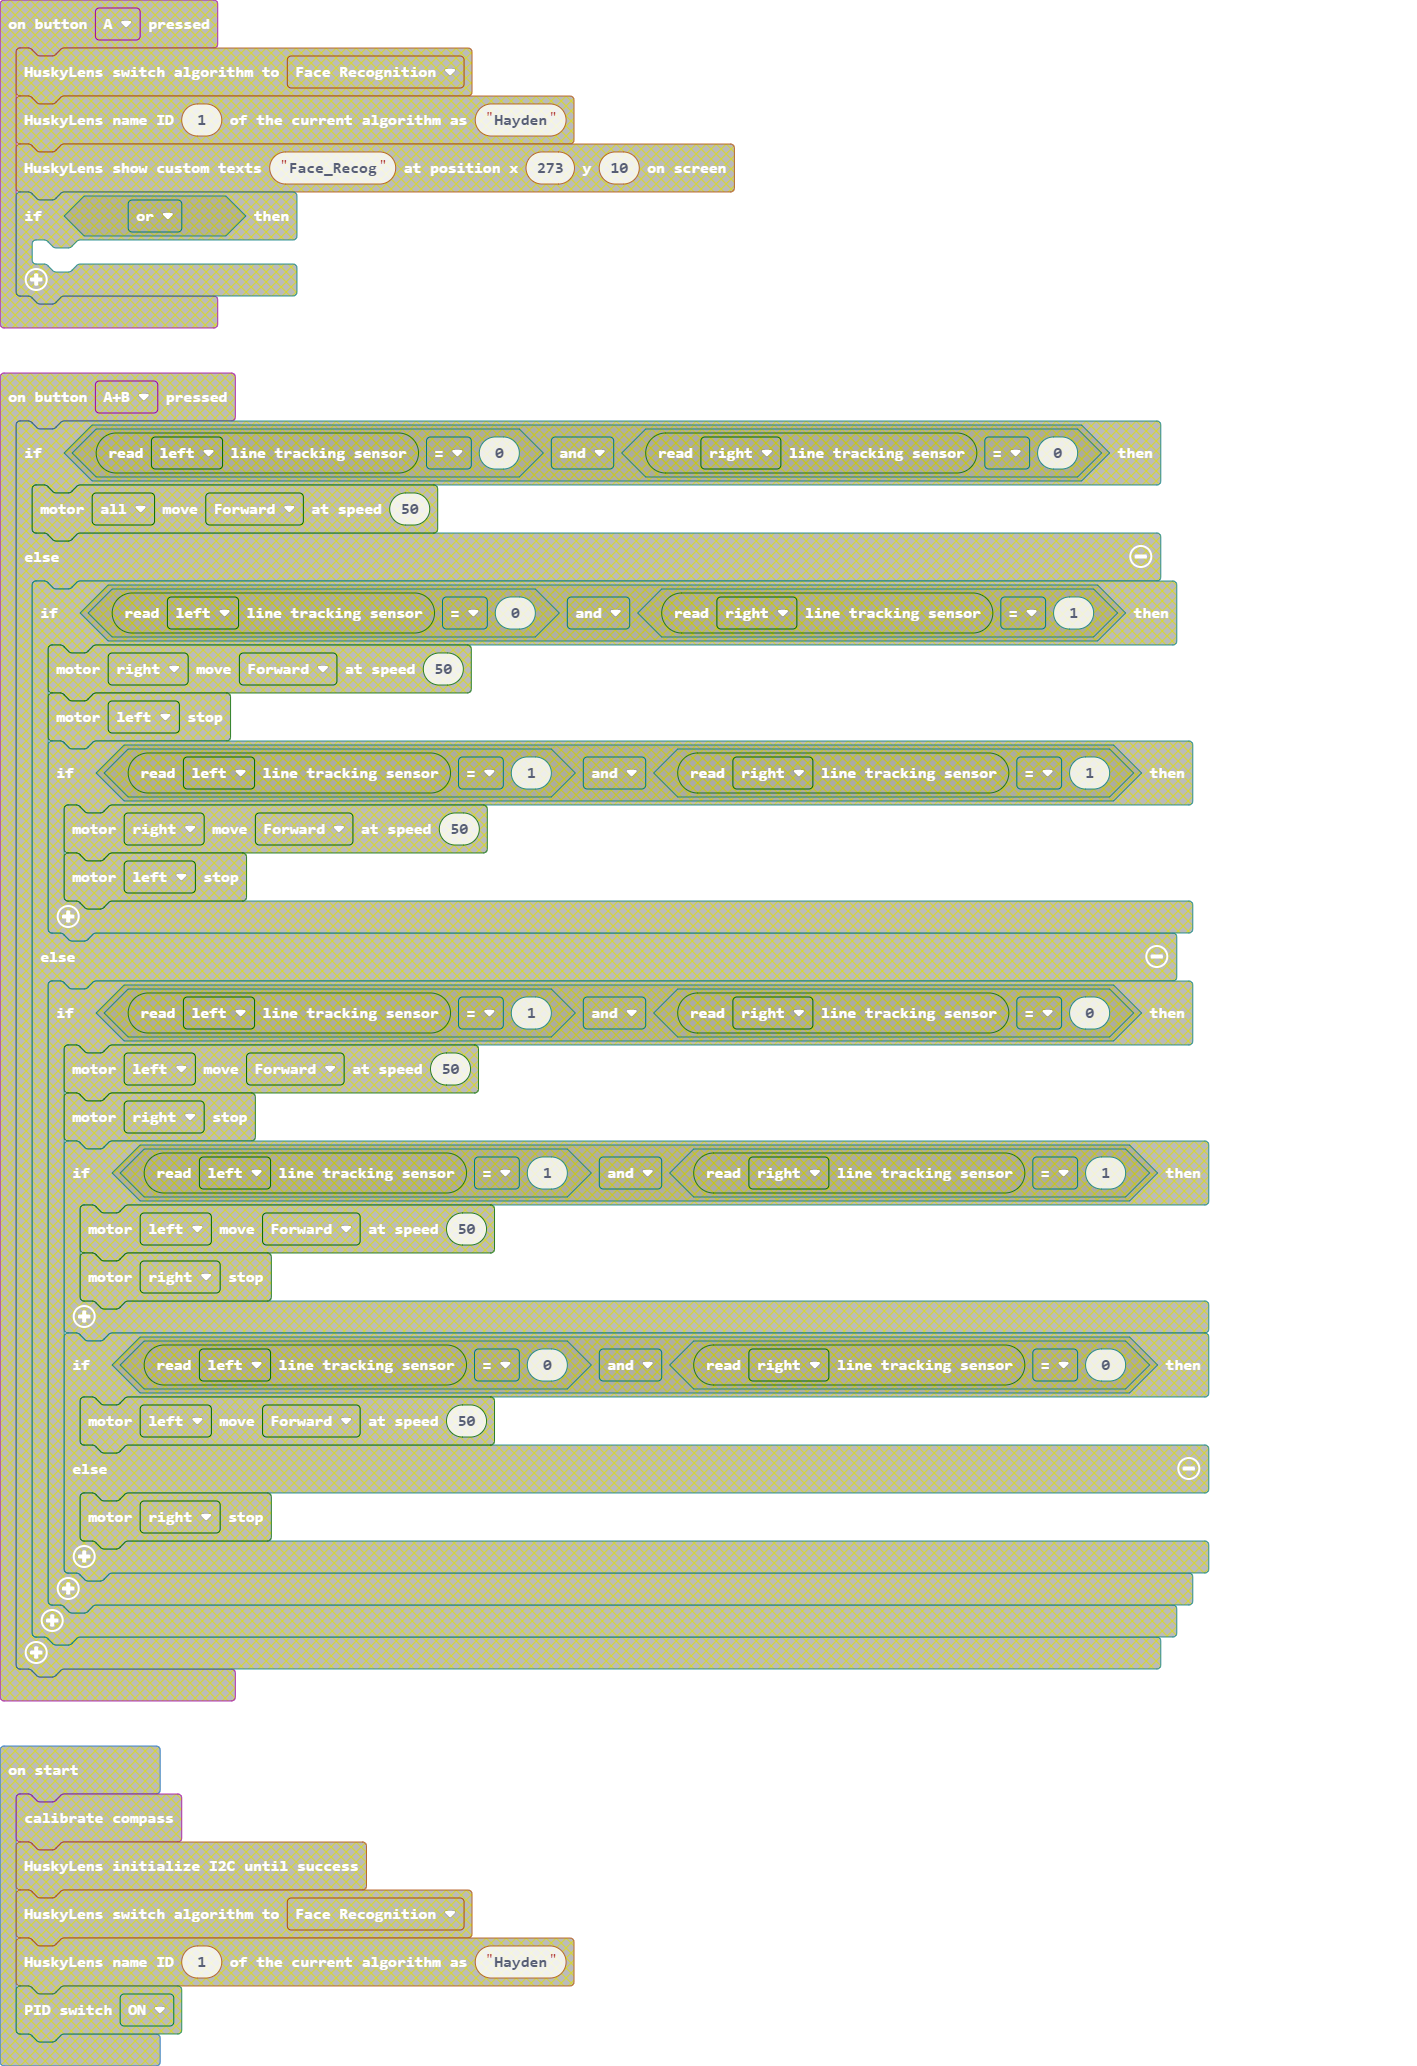 on button A pressed
HuskyLens switch algorithm to Face Recognition
HuskyLens name ID 1 of the current algorithm as "Hayden"
HuskyLens show custom texts "Face_Recog" at position x 273 y 10 on screen
if or then
on button A+B pressed
if read left line tracking sensor = 0 and read right line tracking sensor = 0 then
motor all move Forward at speed 50
else
if read left line tracking sensor = 0 and read right line tracking sensor = 1 then
motor right move Forward at speed 50
motor left stop
if read left line tracking sensor = 1 and read right line tracking sensor = 1 then
motor right move Forward at speed 50
motor left stop
else
if read left line tracking sensor = 1 and read right line tracking sensor = 0 then
motor left move Forward at speed 50
motor right stop
if read left line tracking sensor = 1 and read right line tracking sensor = 1 then
motor left move Forward at speed 50
motor right stop
if read left line tracking sensor = 0 and read right line tracking sensor = 0 then
motor left move Forward at speed 50
else
motor right stop
on start
calibrate compass
HuskyLens initialize I2C until success
HuskyLens switch algorithm to Face Recognition
HuskyLens name ID 1 of the current algorithm as "Hayden"
PID switch ON